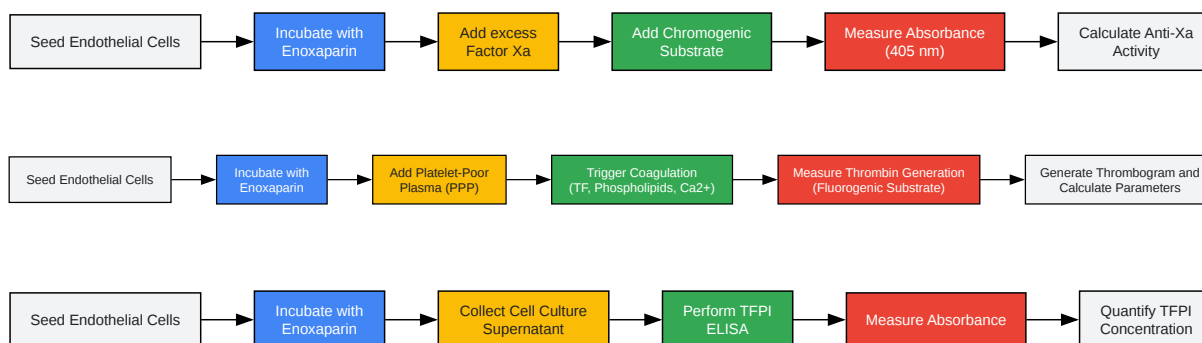 Seed Endothelial Cells
Incubate with
Enoxaparin
Add excess
Factor Xa
Add Chromogenic
Substrate
Measure Absorbance
(405 nm)
Calculate Anti-Xa
Activity
Seed Endothelial Cells
Incubate with
Enoxaparin
Add Platelet-Poor
Plasma (PPP)
Trigger Coagulation
(TF, Phospholipids, Ca2+)
Measure Thrombin Generation
(Fluorogenic Substrate)
Generate Thrombogram and
Calculate Parameters
Seed Endothelial Cells
Incubate with
Enoxaparin
Collect Cell Culture
Supernatant
Perform TFPI
ELISA
Measure Absorbance
Quantify TFPI
Concentration